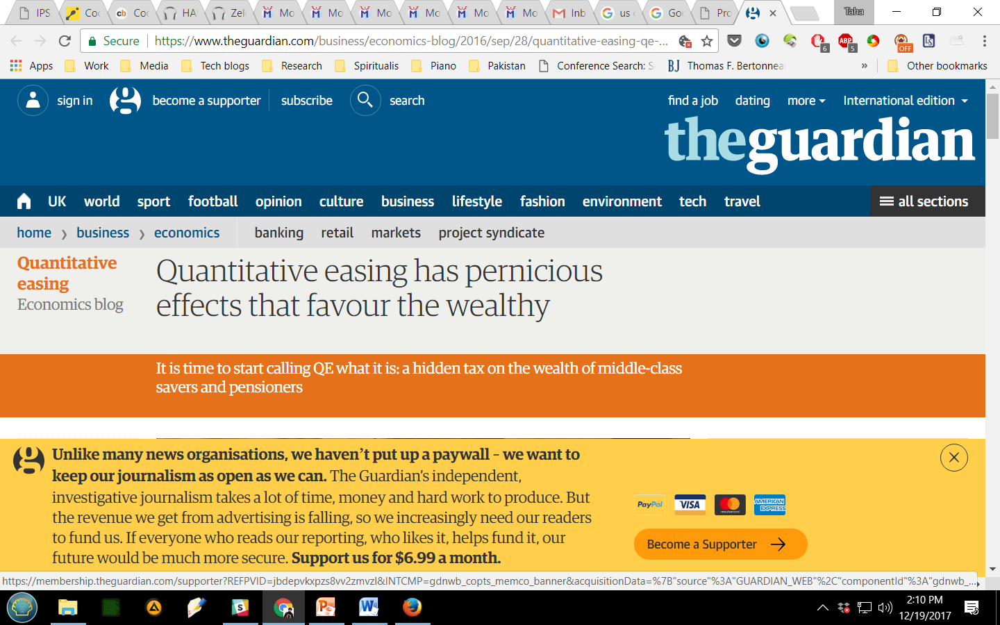 IPS
Coo
Coo
HA
Zel
Mo
Mo
Mo
Mo
Mo
Mo
Inb
us
Goo
Pro
Taha
Secure
https://www.theguardian.com/business/economics-blog/2016/sep/28/quantitative-easing-qe-...
6
ABP
5
OFF
LS
Apps
Work
Media
Tech blogs
Research
Spiritualis
Piano
Pakistan
Conference Search: S
BJ
Thomas F. Bertonnea
»
Other bookmarks
sign in
become a supporter
subscribe
search
find a job
dating
more
International edition
theguardian
UK
world
sport
football
opinion
culture
business
lifestyle
fashion
environment
tech
travel
all sections
home
business
economics
banking
retail
markets
project syndicate
Quantitative
easing
Economics blog
Quantitative easing has pernicious
effects that favour the wealthy
It is time to start calling QE what it is: a hidden tax on the wealth of middle-class
savers and pensioners
Unlike many news organisations, we haven't put up a paywall – we want to
keep our journalism as open as we can. The Guardian's independent,
investigative journalism takes a lot of time, money and hard work to produce. But
the revenue we get from advertising is falling, so we increasingly need our readers
to fund us. If everyone who reads our reporting, who likes it, helps fund it, our
future would be much more secure. Support us for $6.99 a month.
PayPal
VISA
mastercard
AMERICAN
EXPRESS
Become a Supporter
https://membership.theguardian.com/supporter?REFPVID=jbdepvkxpzs8vv2zmvzl&INTCMP=gdnwb_copts_memco_banner&acquisitionData=%7B"source"%3A"GUARDIAN_WEB"%2C"componentId"%3A"gdnwb_...
2:10 PM
12/19/2017